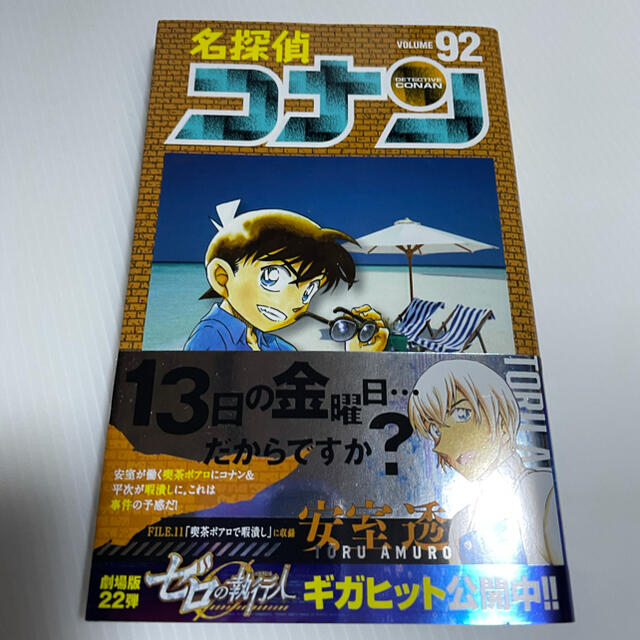 名探偵
VOLUME 92
コナン
DETECTIVE CONAN
13日の金曜日…
だからですか?
安室が働く喫茶ポアロにコナン&
平次が暇潰しに。これは
事件の予感だ!
FILE.11「喫茶ポアロで暇潰し」に収録
安室透
TORU AMURO
劇場版
22弾
ゼロの執行人
ギガヒット公開中!!